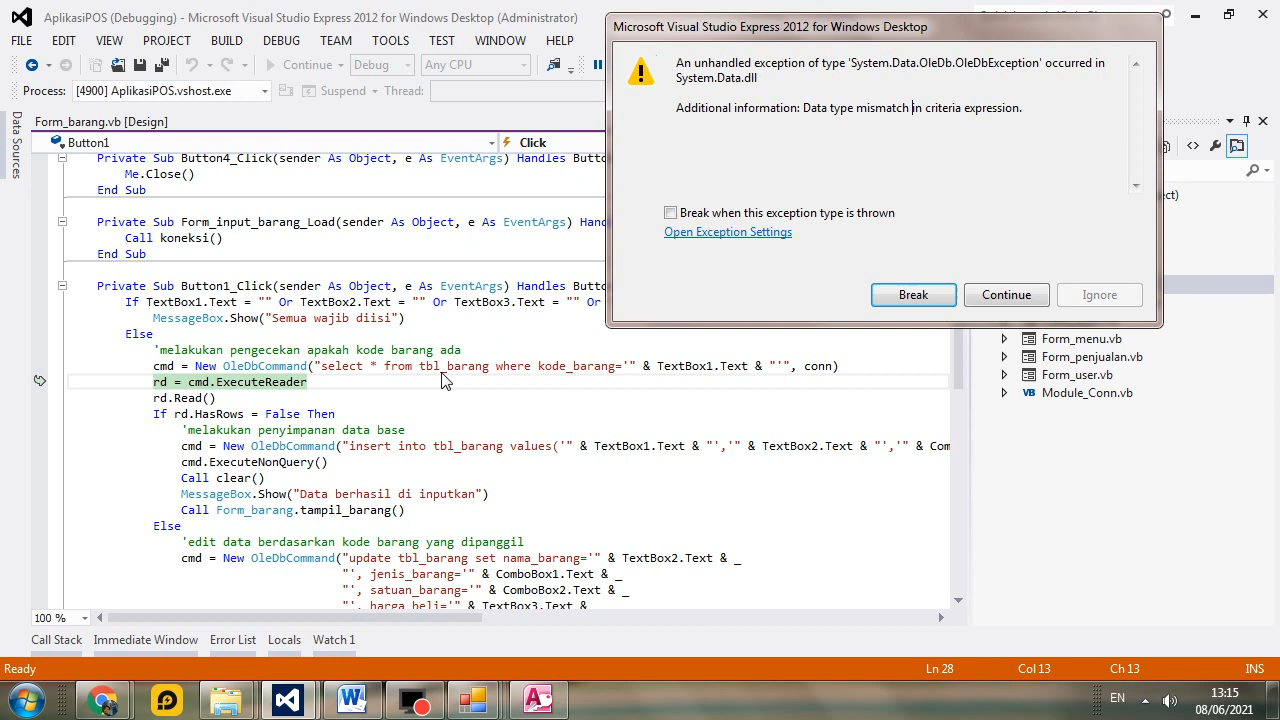 AplikasiPOS (Debugging) - Microsoft Visual Studio Express 2012 for Windows Desktop (Administrator)
FILE EDIT VIEW PROJECT BUILD DEBUG TEAM TOOLS TEST WINDOW HELP
Continue Debug Any CPU
Process: [4900] AplikasiPOS.vshost.exe Suspend Thread:
Data Sources
Form_barang.vb [Design]
Button1 Click
Private Sub Button4_Click(sender As Object, e As EventArgs) Handles Butto
Me.Close()
End Sub
Private Sub Form_input_barang_Load(sender As Object, e As EventArgs) Han
Call koneksi()
End Sub
Private Sub Button1_Click(sender As Object, e As EventArgs) Handles Butto
If TextBox1.Text = "" Or TextBox2.Text = "" Or TextBox3.Text = "" Or
MessageBox.Show("Semua wajib diisi")
Else
'melakukan pengecekan apakah kode barang ada
cmd = New OleDbCommand("select * from tbl_barang where kode_barang='" & TextBox1.Text & "'", conn)
rd = cmd.ExecuteReader
rd.Read()
If rd.HasRows = False Then
'melakukan penyimpanan data base
cmd = New OleDbCommand("insert into tbl_barang values('" & TextBox1.Text & "','" & TextBox2.Text & "','" & Com
cmd.ExecuteNonQuery()
Call clear()
MessageBox.Show("Data berhasil di inputkan")
Call Form_barang.tampil_barang()
Else
'edit data berdasarkan kode barang yang dipanggil
cmd = New OleDbCommand("update tbl_barang set nama_barang='" & TextBox2.Text & _
"', jenis_barang='" & ComboBox1.Text & _
"', satuan_barang='" & ComboBox2.Text & _
"', harga_beli='" & TextBox3.Text &
100 %
Microsoft Visual Studio Express 2012 for Windows Desktop
An unhandled exception of type 'System.Data.OleDb.OleDbException' occurred in
System.Data.dll
Additional information: Data type mismatch in criteria expression.
Break when this exception type is thrown
Open Exception Settings
Break Continue Ignore
ct)
Form_menu.vb
Form_penjualan.vb
Form_user.vb
VB Module_Conn.vb
Call Stack Immediate Window Error List Locals Watch 1
Ready Ln 28 Col 13 Ch 13 INS
EN 13:15
08/06/2021